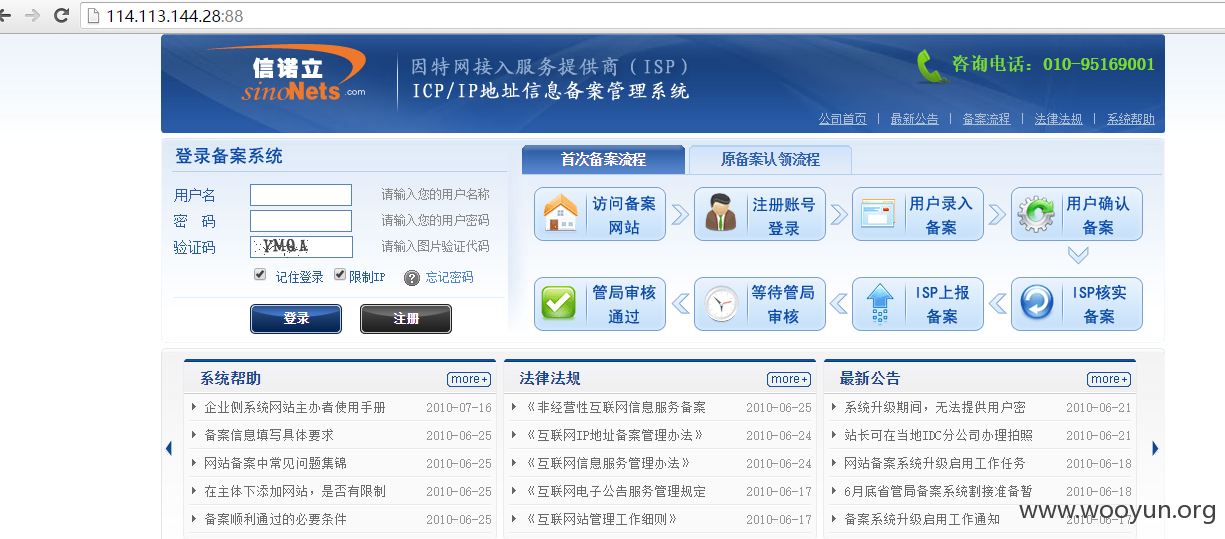 114.113.144.28:88
信诺立
sinoNets.com
因特网接入服务提供商（ISP）
ICP/IP地址信息备案管理系统
咨询电话：010-95169001
公司首页 | 最新公告 | 备案流程 | 法律法规 | 系统帮助
登录备案系统
用户名 请输入您的用户名称
密 码 请输入您的用户密码
验证码 YMQA 请输入图片验证代码
记住登录 限制IP 忘记密码
登录 注册
首次备案流程 原备案认领流程
访问备案网站
注册账号登录
用户录入备案
用户确认备案
管局审核通过
等待管局审核
ISP上报备案
ISP核实备案
系统帮助 more+
企业侧系统网站主办者使用手册 2010-07-16
备案信息填写具体要求 2010-06-25
网站备案中常见问题集锦 2010-06-25
在主体下添加网站，是否有限制 2010-06-25
备案顺利通过的必要条件 2010-06-25
法律法规 more+
《非经营性互联网信息服务备案 2010-06-25
《互联网IP地址备案管理办法》 2010-06-24
《互联网信息服务管理办法》 2010-06-24
《互联网电子公告服务管理规定 2010-06-17
《互联网站管理工作细则》 2010-06-17
最新公告 more+
系统升级期间，无法提供用户密 2010-06-21
站长可在当地IDC分公司办理拍照 2010-06-21
网站备案系统升级启用工作任务 2010-06-18
6月底省管局备案系统割接准备暂 2010-06-18
备案系统升级启用工作通知 2010-06-17
www.wooyun.org